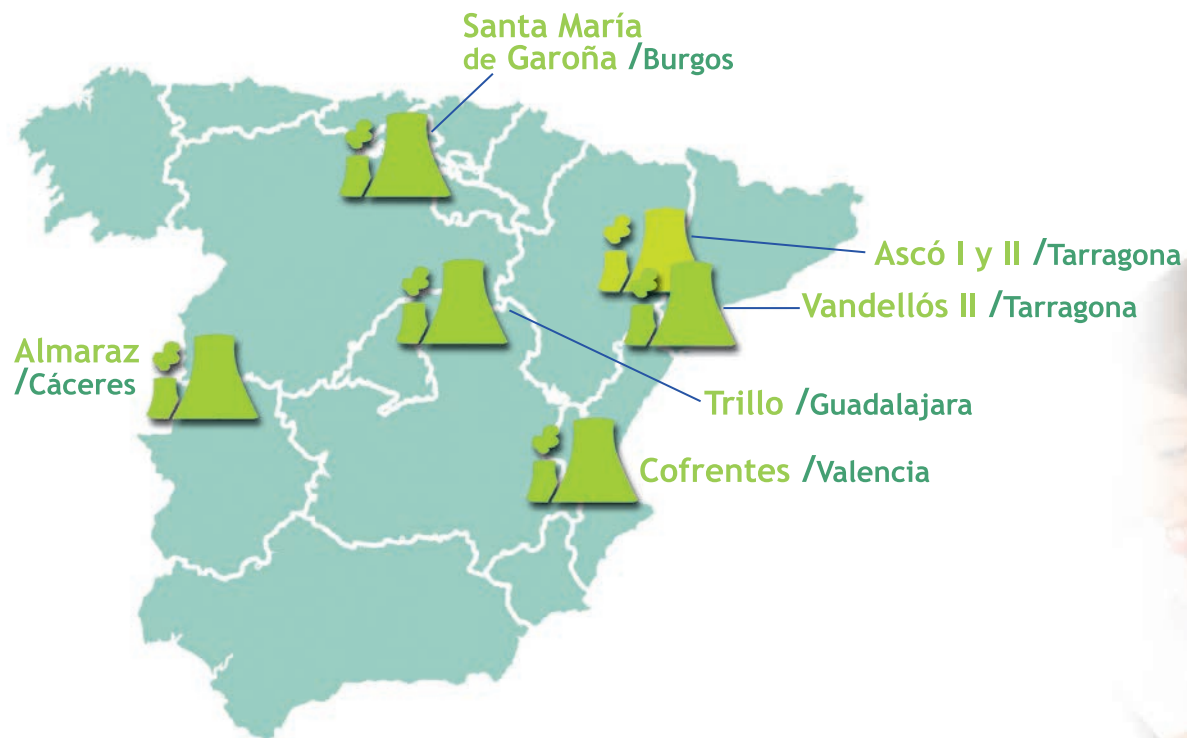 Santa María
de Garoña /Burgos
Ascó I y II /Tarragona
Vandellós II /Tarragona
Almaraz
/Cáceres
Trillo /Guadalajara
Cofrentes /Valencia